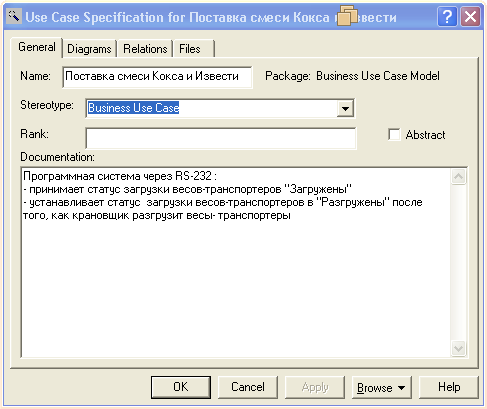 Use Case Specification for Поставка смеси Кокса и Извести
General Diagrams Relations Files
Name: Поставка смеси Кокса и Извести Package: Business Use Case Model
Stereotype: Business Use Case
Rank: Abstract
Documentation:
Программная система через RS-232 :
- принимает статус загрузки весов-транспортеров "Загружены"
- устанавливает статус загрузки весов-транспортеров в "Разгружены" после
того, как крановщик разгрузит весы- транспортеры
OK Cancel Apply Browse Help